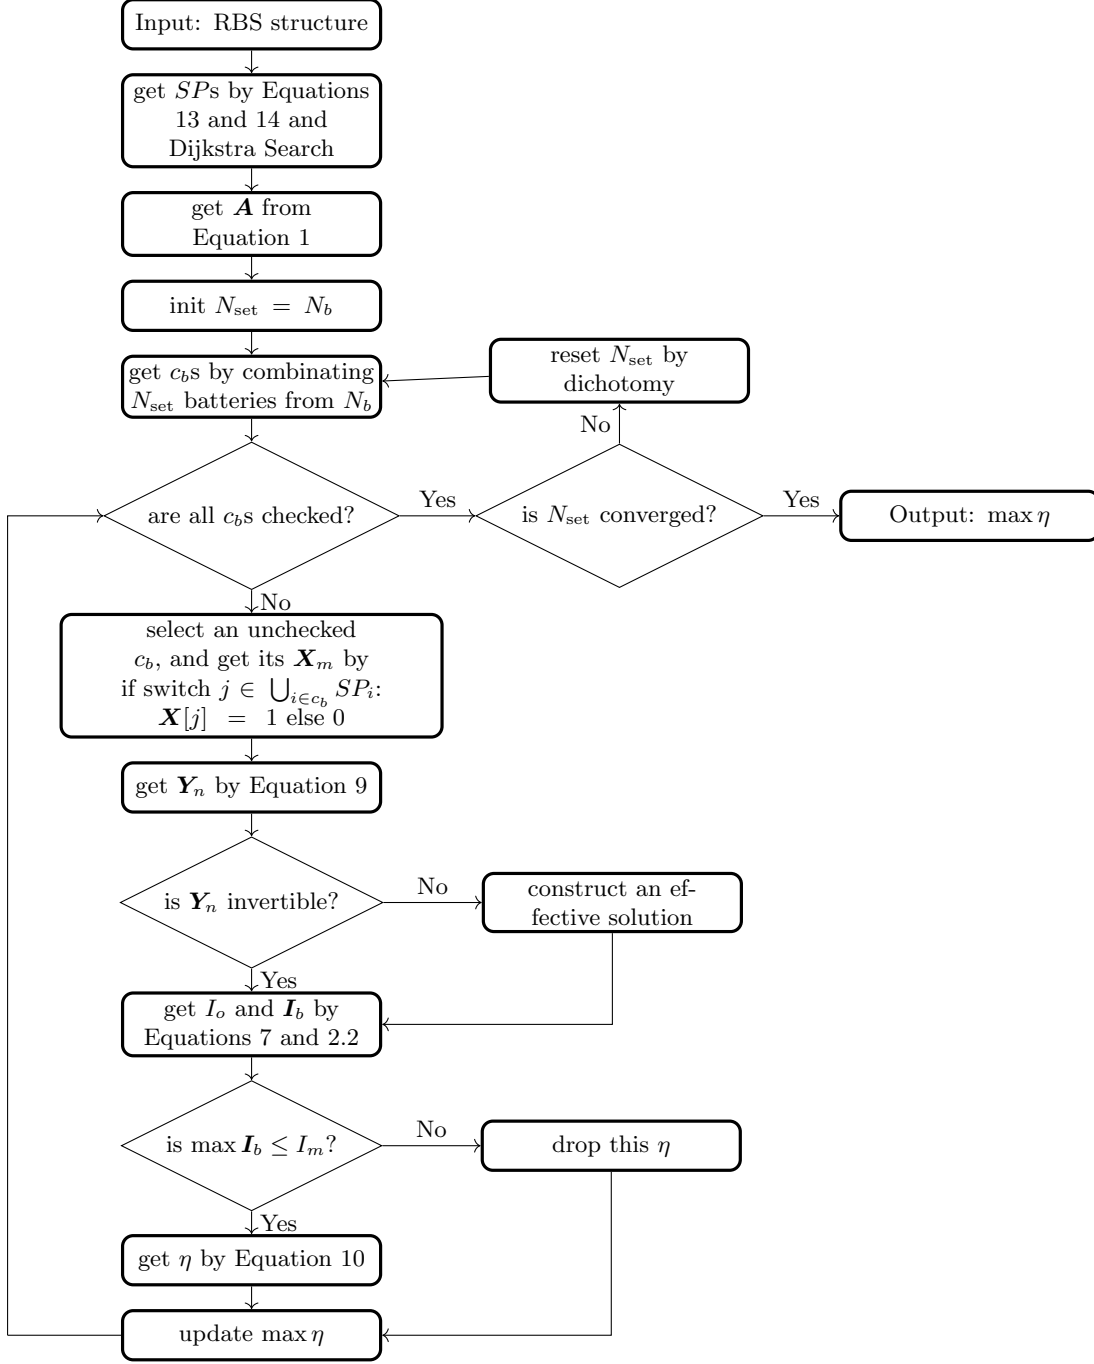 Input: RBS structure
get SPs by Equations
13 and 14 and
Dijkstra Search
get A from
Equation 1
init N_set = N_b
get c_bs by combinating
N_set batteries from N_b
reset N_set by
dichotomy
No
are all c_bs checked?
Yes
is N_set converged?
Yes
Output: max η
No
select an unchecked
c_b, and get its X_m by
if switch j ∈ ⋃_{i∈c_b} SP_i:
X[j] = 1 else 0
get Y_n by Equation 9
is Y_n invertible?
No
construct an ef-
fective solution
Yes
get I_o and I_b by
Equations 7 and 2.2
is max I_b ≤ I_m?
No
drop this η
Yes
get η by Equation 10
update max η